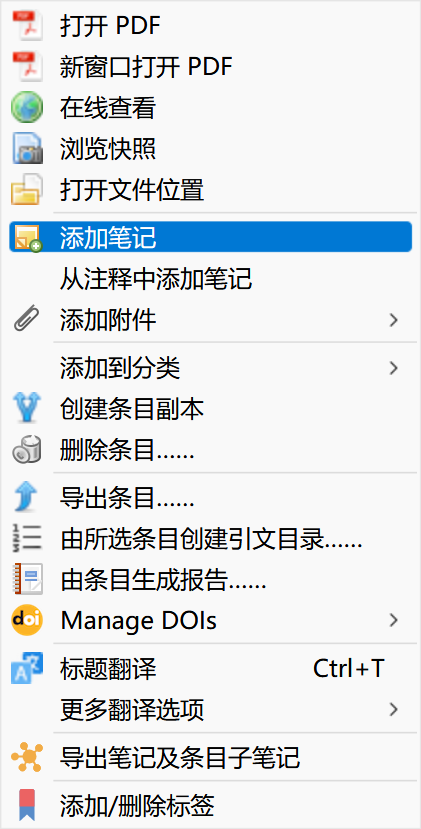 打开 PDF
新窗口打开 PDF
在线查看
浏览快照
打开文件位置
添加笔记
从注释中添加笔记
添加附件
添加到分类
创建条目副本
删除条目......
导出条目......
由所选条目创建引文目录......
由条目生成报告......
doi Manage DOIs
标题翻译 Ctrl+T
更多翻译选项
导出笔记及条目子笔记
添加/删除标签